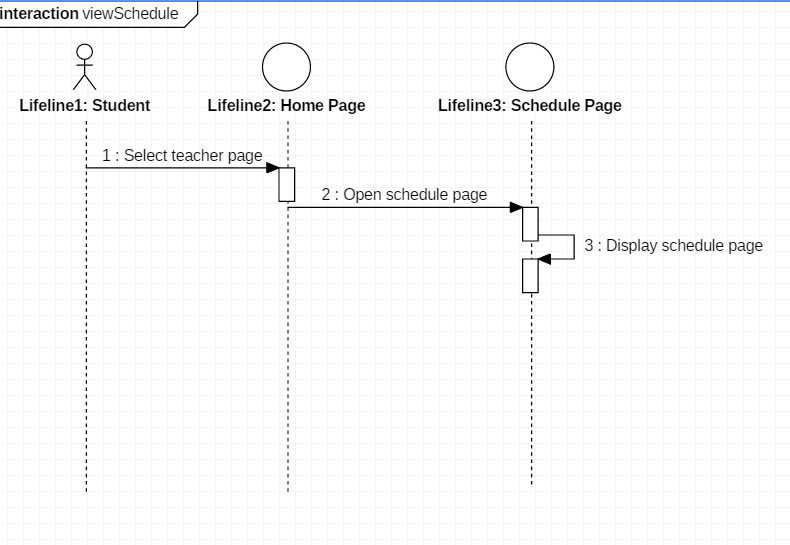 interaction viewSchedule
Lifeline1: Student
Lifeline2: Home Page
Lifeline3: Schedule Page
1 : Select teacher page
2 : Open schedule page
3 : Display schedule page